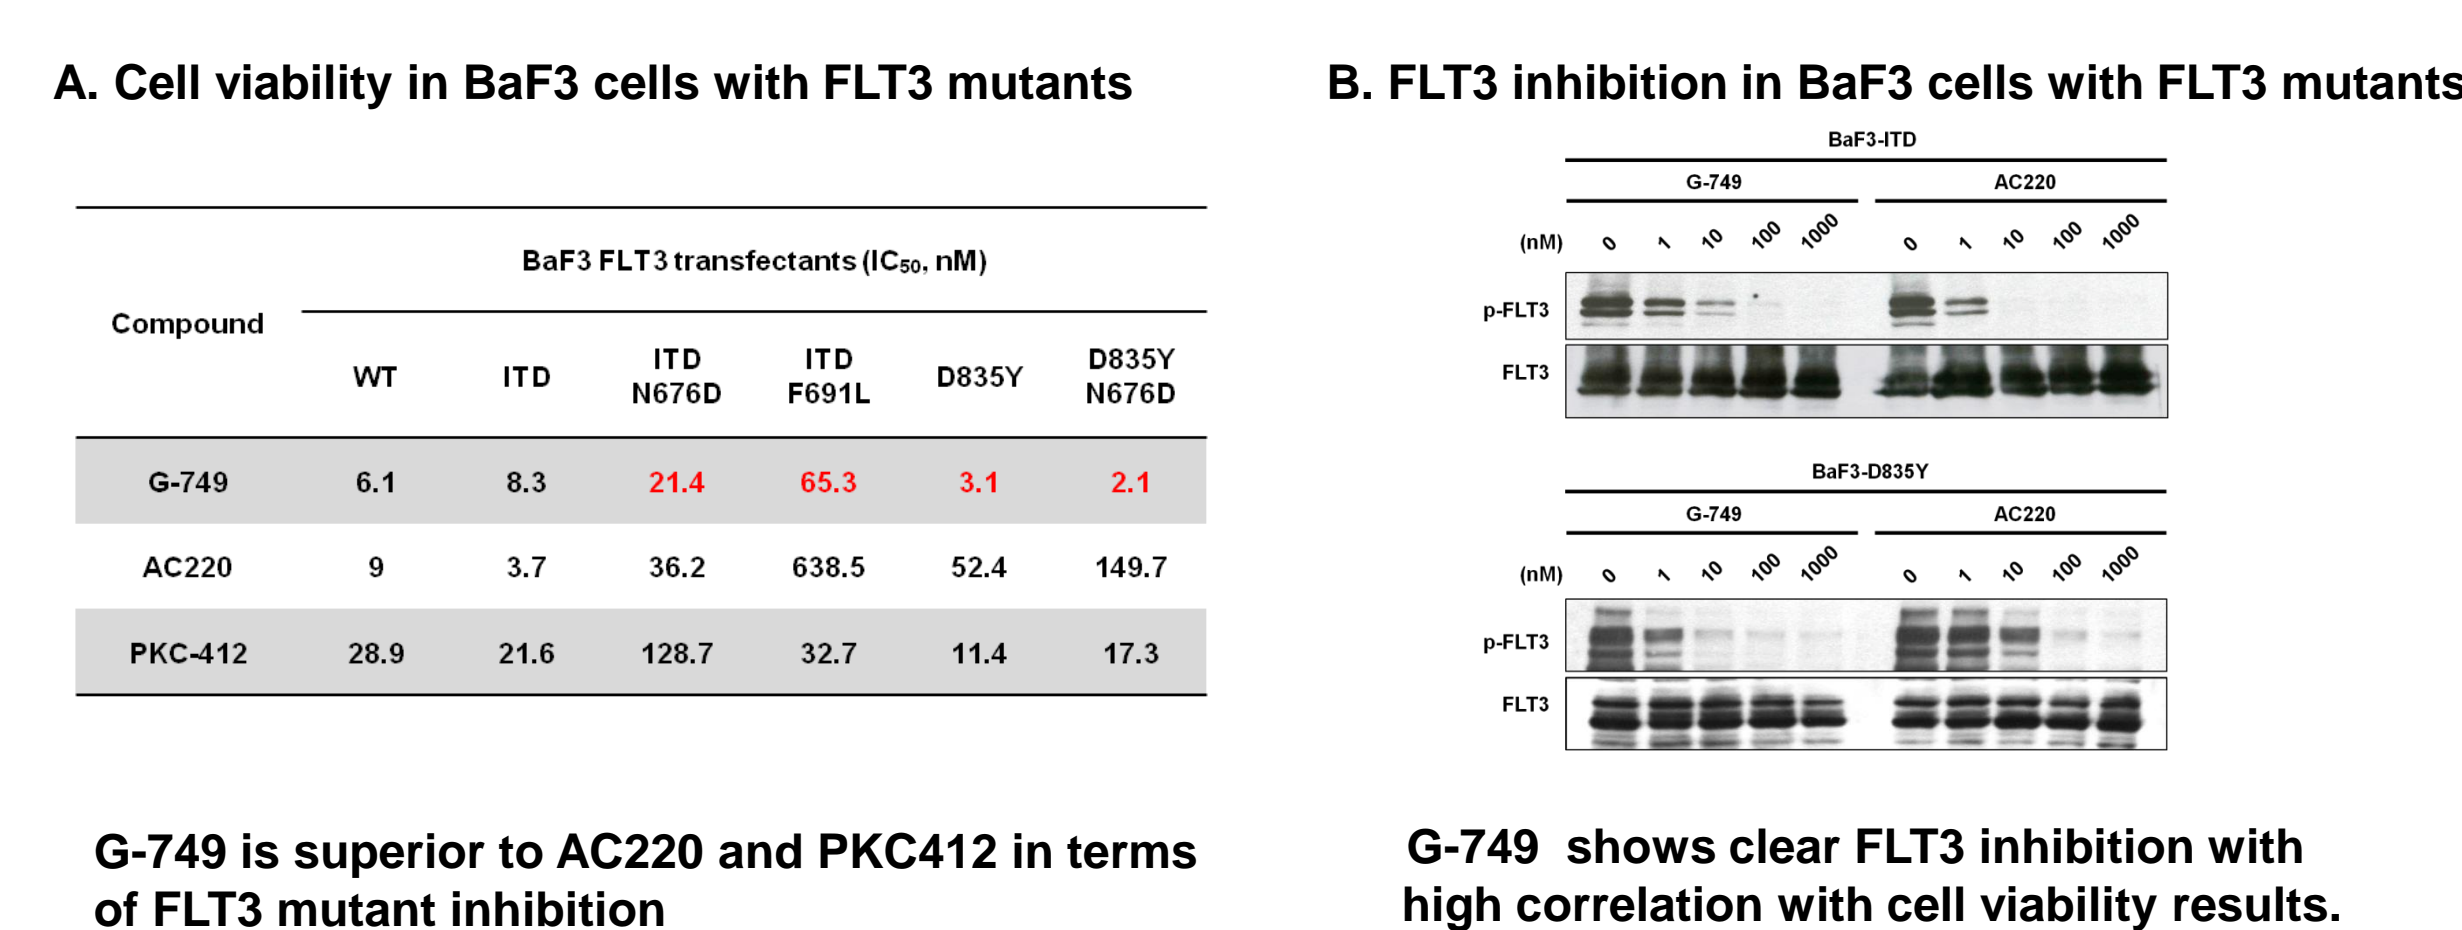 A. Cell viability in BaF3 cells with FLT3 mutants
BaF3 FLT3 transfectants (IC50, nM)
Compound
WT ITD ITD N676D ITD F691L D835Y D835Y N676D
G-749 6.1 8.3 21.4 65.3 3.1 2.1
AC220 9 3.7 36.2 638.5 52.4 149.7
PKC-412 28.9 21.6 128.7 32.7 11.4 17.3
G-749 is superior to AC220 and PKC412 in terms
of FLT3 mutant inhibition
B. FLT3 inhibition in BaF3 cells with FLT3 mutants
BaF3-ITD
G-749 AC220
(nM) 0 1 10 100 1000 0 1 10 100 1000
p-FLT3
FLT3
BaF3-D835Y
G-749 AC220
(nM) 0 1 10 100 1000 0 1 10 100 1000
p-FLT3
FLT3
G-749 shows clear FLT3 inhibition with
high correlation with cell viability results.